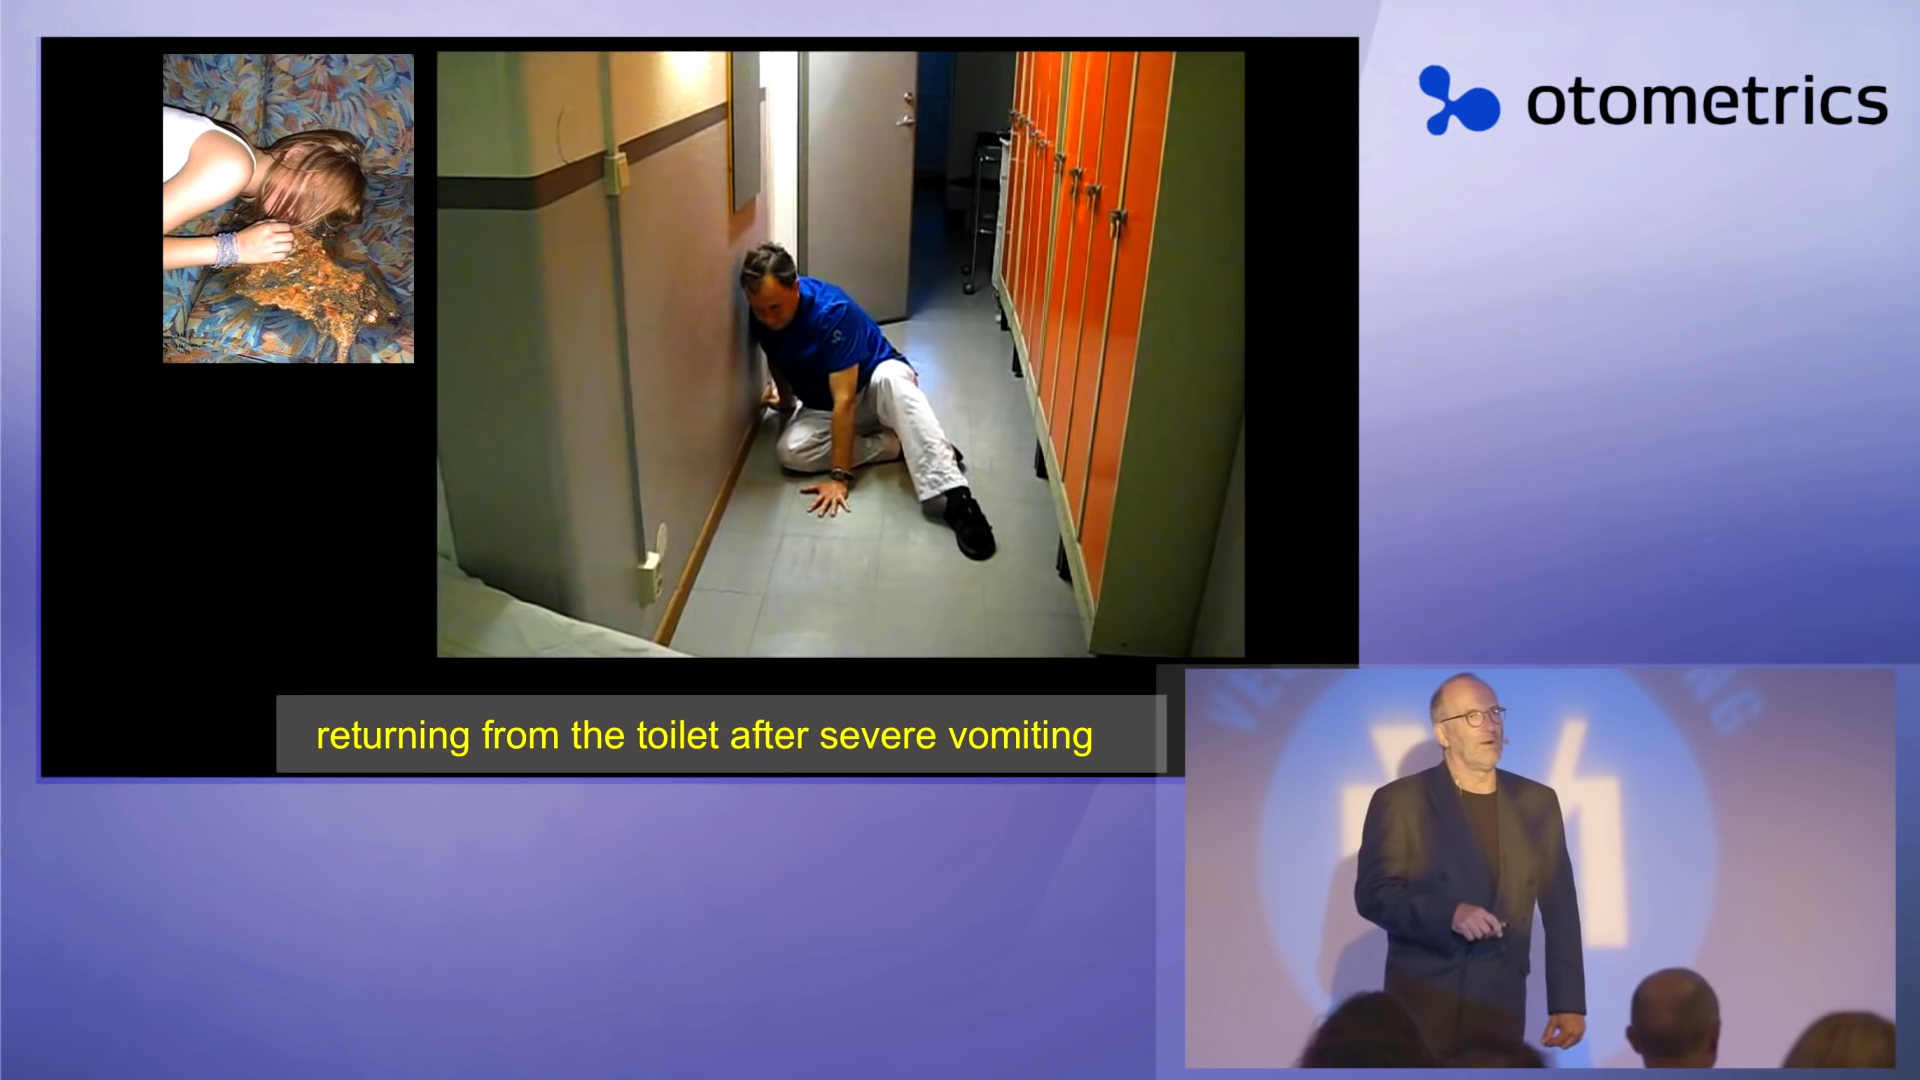 otometrics
returning from the toilet after severe vomiting